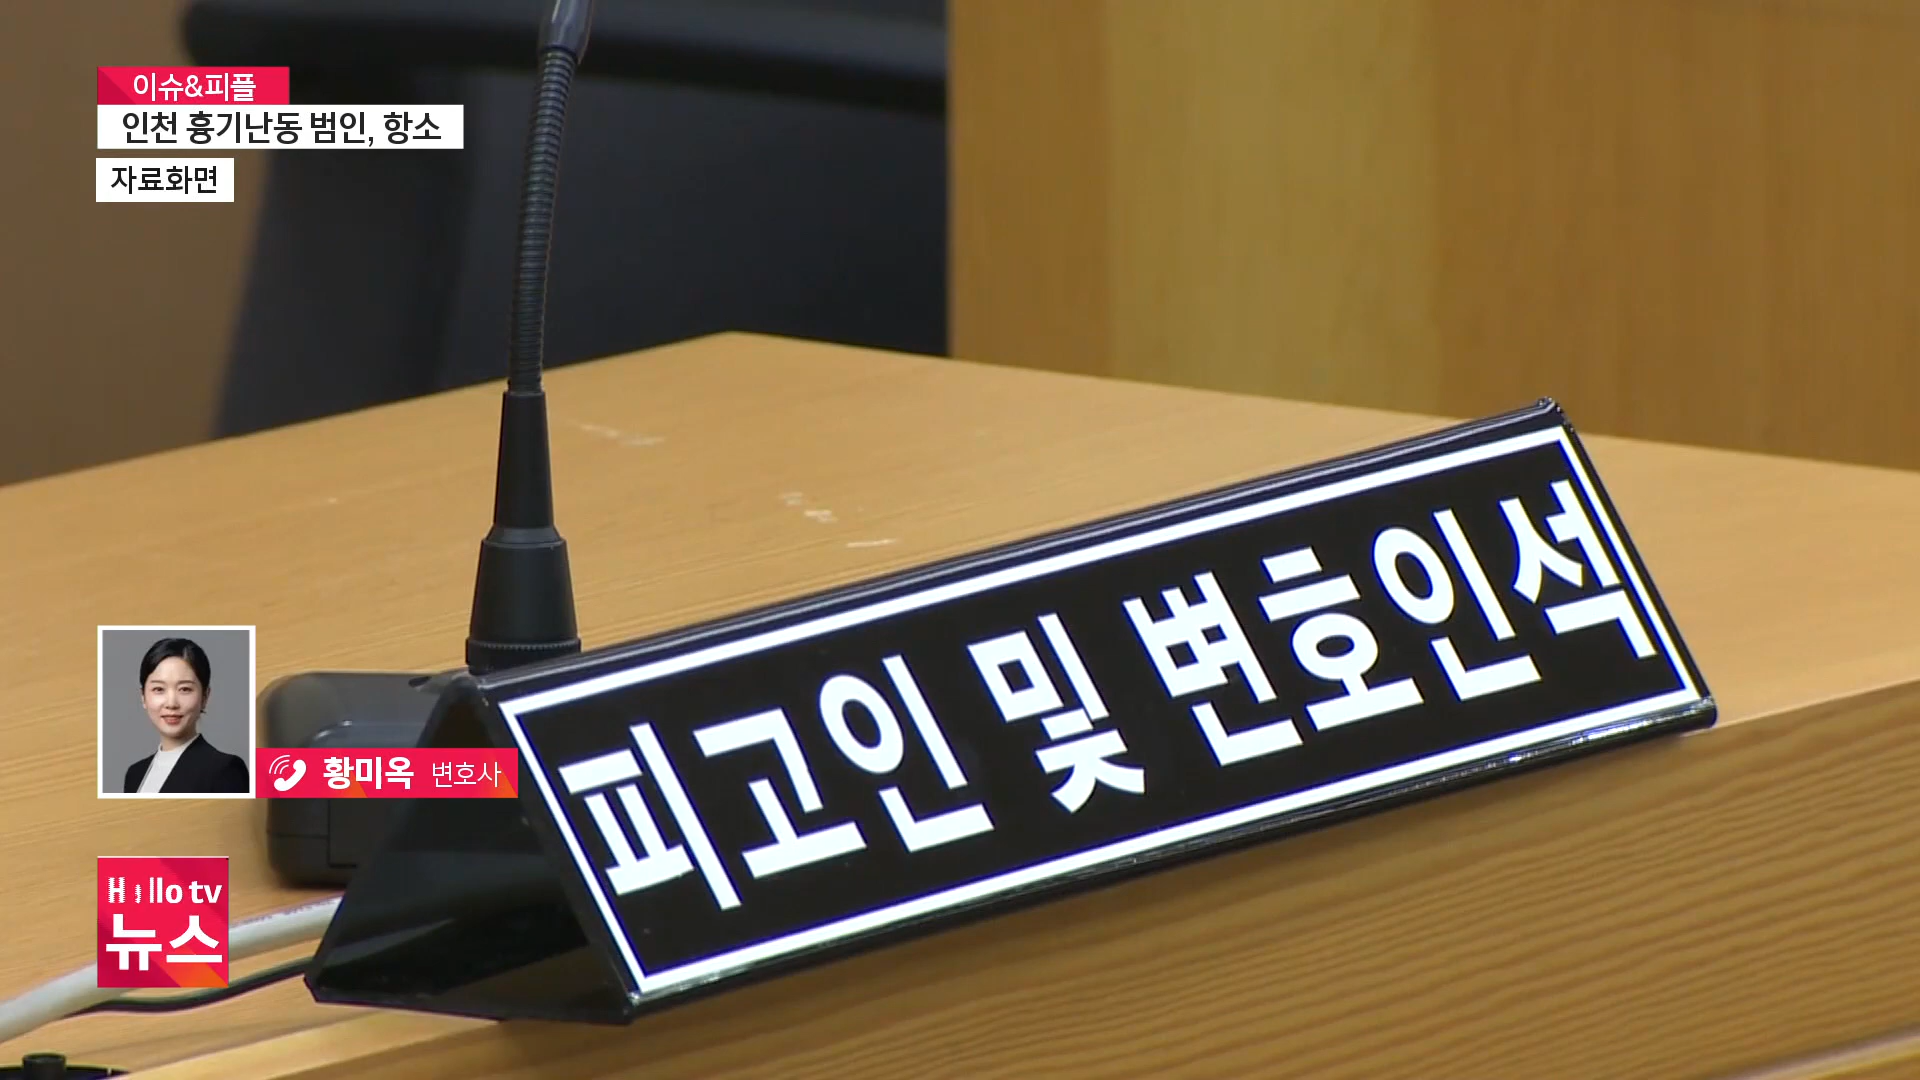 이슈&피플
인천 흉기난동 범인, 항소
자료화면
피고인 및 변호인석
황미옥 변호사
Hello tv
뉴스